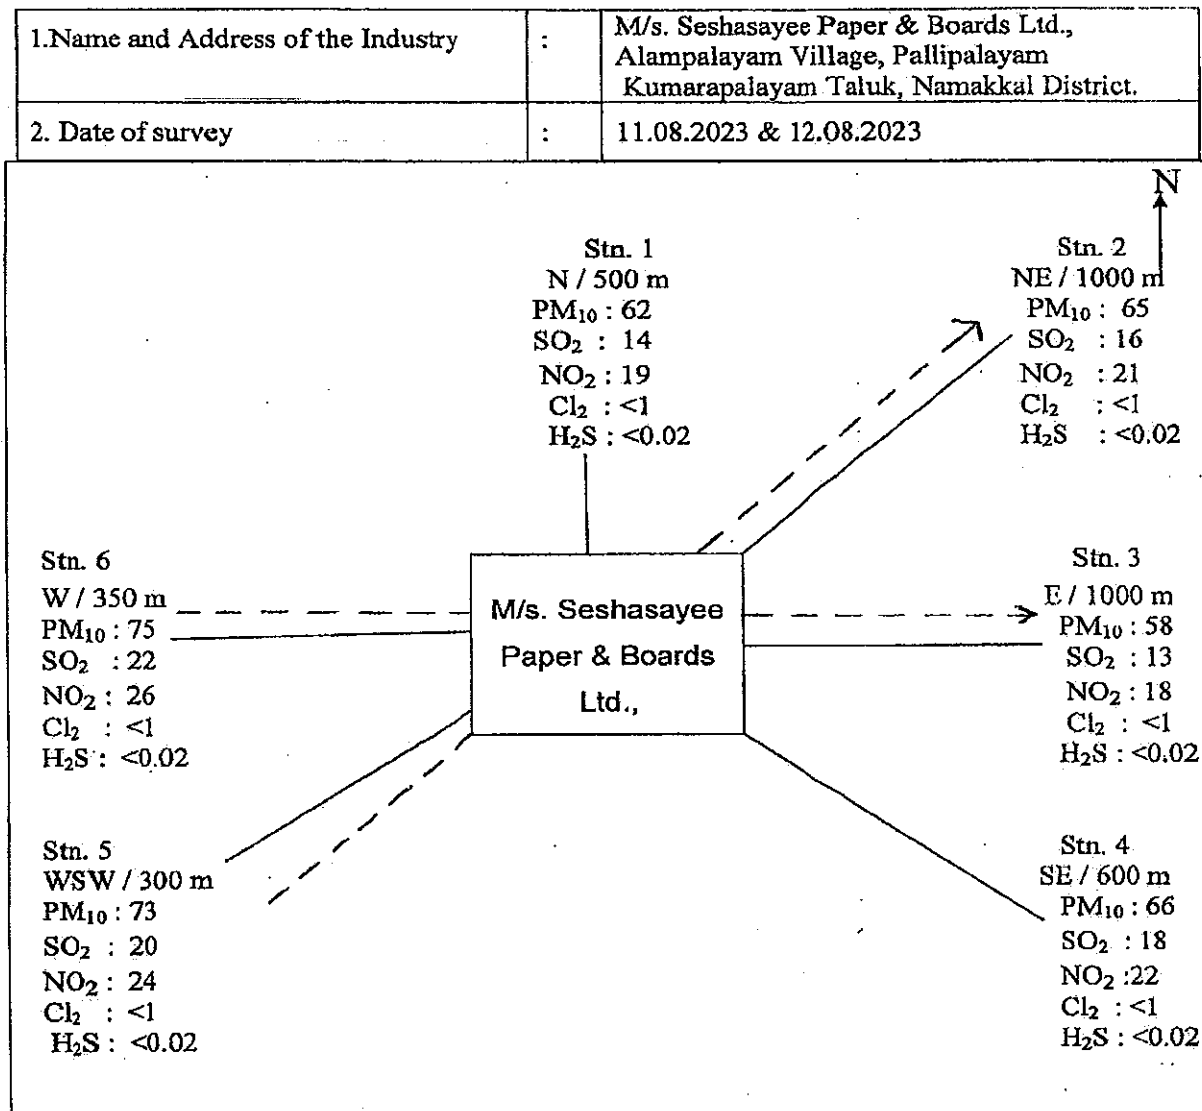 1.Name and Address of the Industry : M/s. Seshasayee Paper & Boards Ltd.,
Alampalayam Village, Pallipalayam
Kumarapalayam Taluk, Namakkal District.
2. Date of survey : 11.08.2023 & 12.08.2023
N
Stn. 1
N / 500 m
PM₁₀ : 62
SO₂ : 14
NO₂ : 19
Cl₂ : <1
H₂S : <0.02
Stn. 2
NE / 1000 m
PM₁₀ : 65
SO₂ : 16
NO₂ : 21
Cl₂ : <1
H₂S : <0.02
Stn. 6
W / 350 m
PM₁₀ : 75
SO₂ : 22
NO₂ : 26
Cl₂ : <1
H₂S : <0.02
M/s. Seshasayee
Paper & Boards
Ltd.,
Stn. 3
E / 1000 m
PM₁₀ : 58
SO₂ : 13
NO₂ : 18
Cl₂ : <1
H₂S : <0.02
Stn. 5
WSW / 300 m
PM₁₀ : 73
SO₂ : 20
NO₂ : 24
Cl₂ : <1
H₂S : <0.02
Stn. 4
SE / 600 m
PM₁₀ : 66
SO₂ : 18
NO₂ :22
Cl₂ : <1
H₂S : <0.02